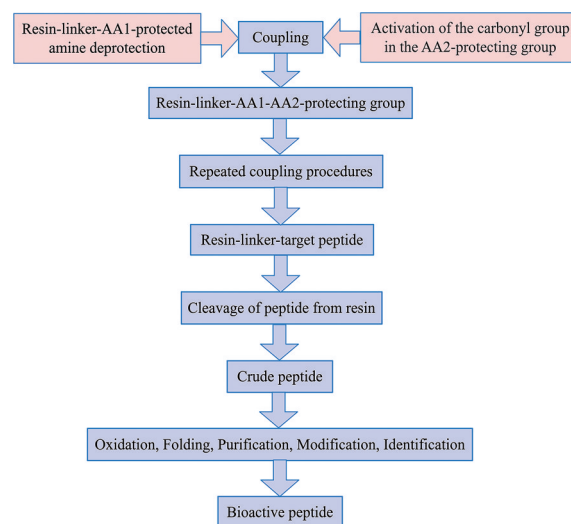 Resin-linker-AA1-protected
amine deprotection
Coupling
Activation of the carbonyl group
in the AA2-protecting group
Resin-linker-AA1-AA2-protecting group
Repeated coupling procedures
Resin-linker-target peptide
Cleavage of peptide from resin
Crude peptide
Oxidation, Folding, Purification, Modification, Identification
Bioactive peptide